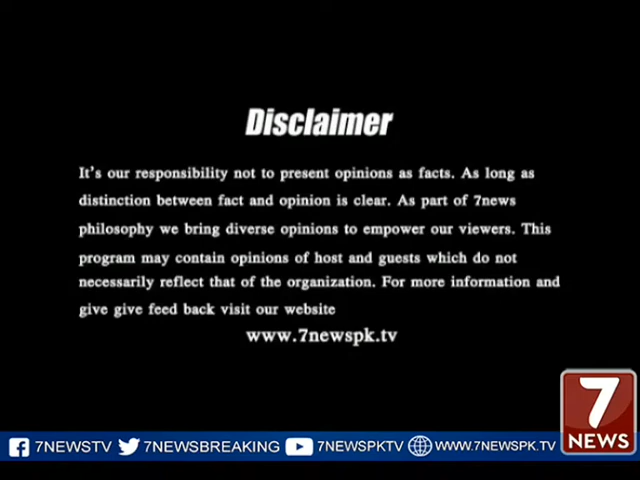 Disclaimer
It's our responsibility not to present opinions as facts. As long as
distinction between fact and opinion is clear. As part of 7news
philosophy we bring diverse opinions to empower our viewers. This
program may contain opinions of host and guests which do not
necessarily reflect that of the organization. For more information and
give give feed back visit our website
www.7newspk.tv
7
NEWS
7NEWSTV 7NEWSBREAKING 7NEWSPKTV WWW.7NEWSPK.TV